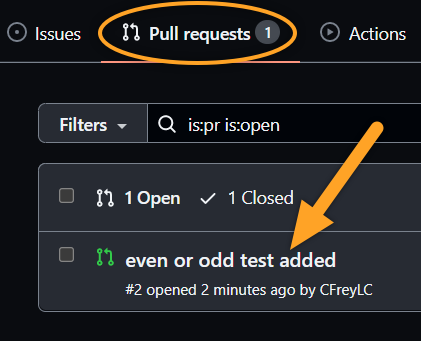 Issues Pull requests 1 Actions
Filters is:pr is:open
1 Open 1 Closed
even or odd test added
#2 opened 2 minutes ago by CFreyLC